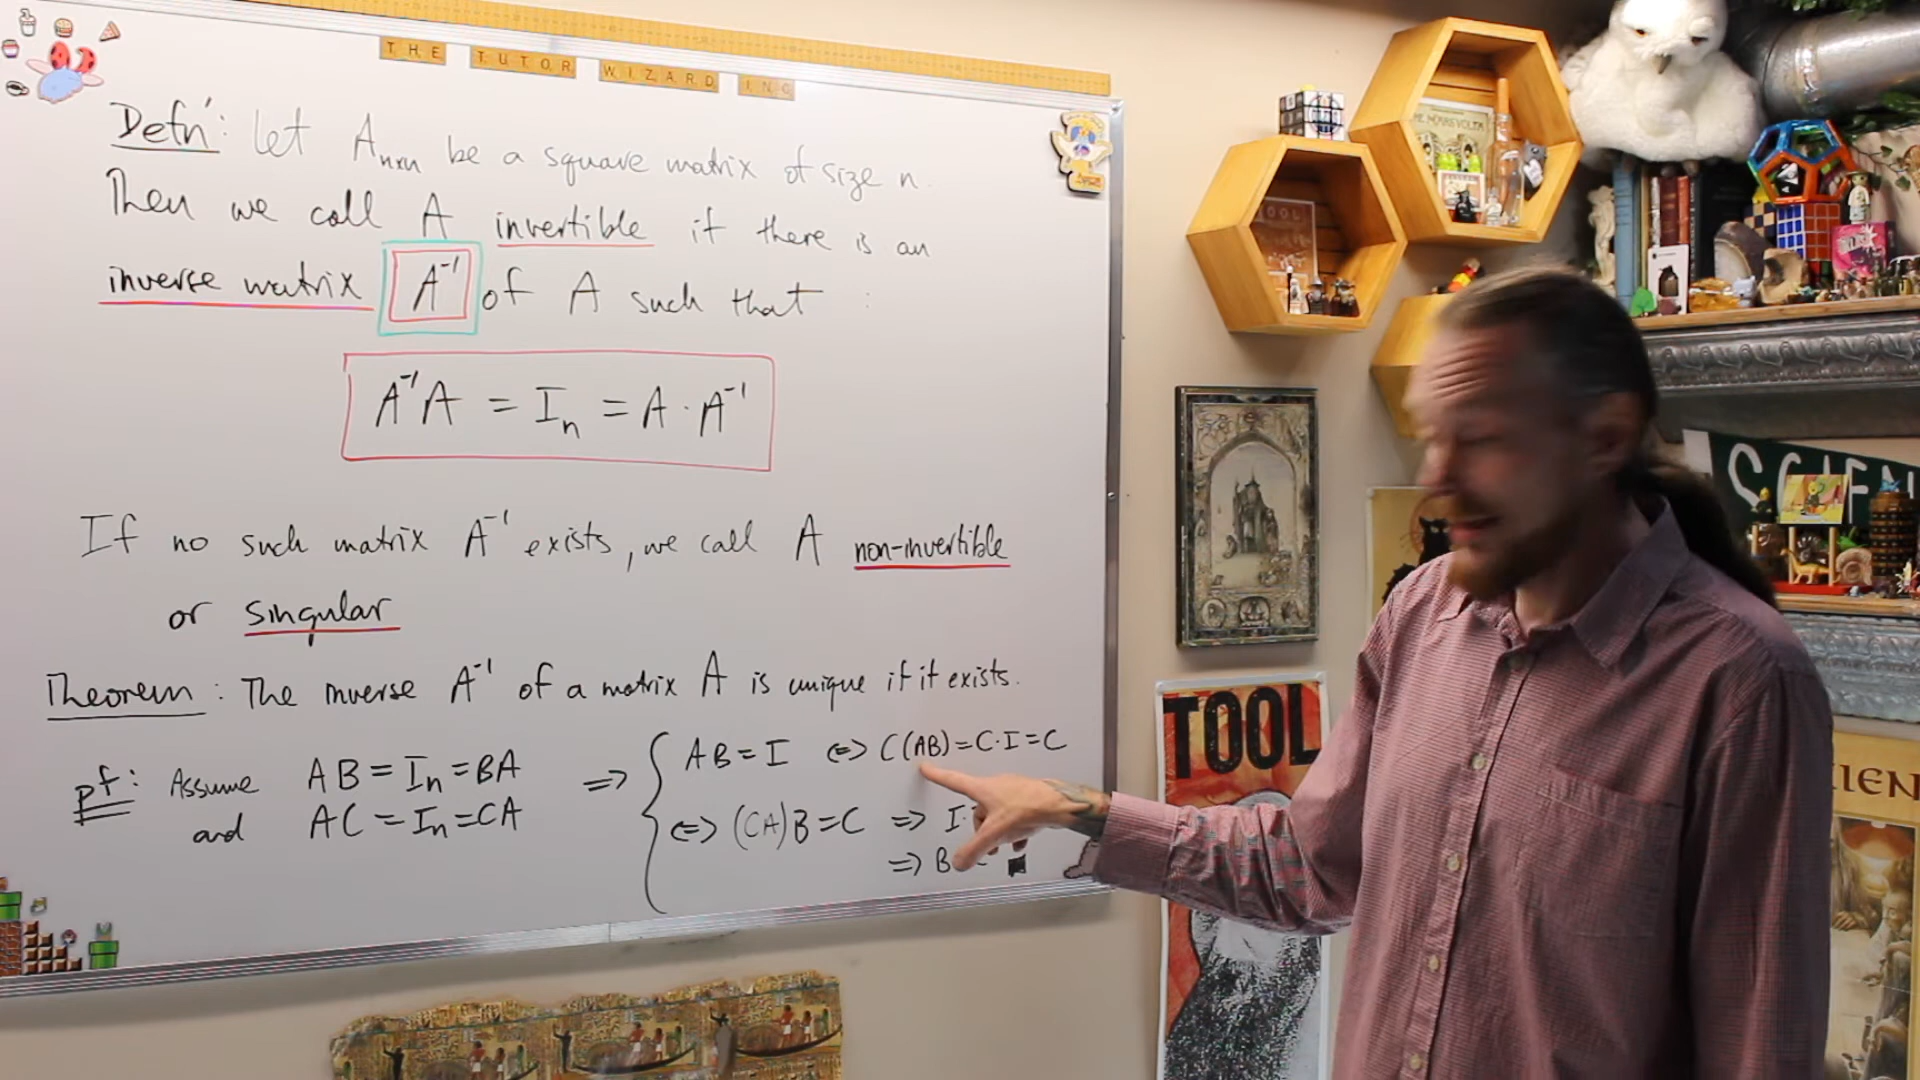 THE TUTOR WIZARD INC
Defn': Let Anxn be a square matrix of size n.
Then we call A invertible if there is an
inverse matrix A⁻¹ of A such that :
A⁻¹A = In = A · A⁻¹
If no such matrix A⁻¹ exists, we call A non-invertible
or singular
Theorem: The inverse A⁻¹ of a matrix A is unique if it exists.
pf: Assume AB = In = BA
and AC = In = CA
⇒ { AB = I ⇔ C(AB) = C·I = C
⇔ (CA)B = C ⇒ I·
⇒ B =
TOOL
TOOL
SCIEN